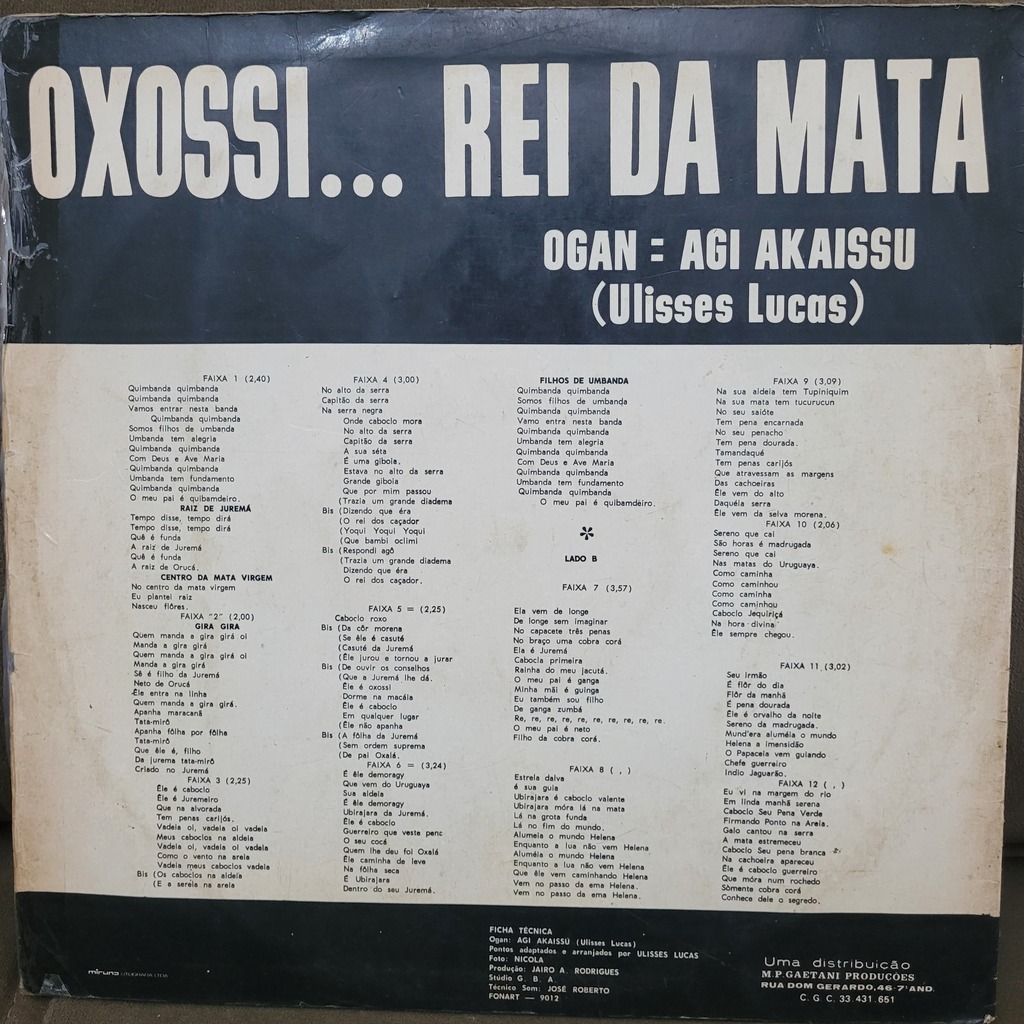 OXOSSI... REI DA MATA
OGAN = AGI AKAISSU
(Ulisses Lucas)
FAIXA 1 (2,40)
Quimbanda quimbanda
Quimbanda quimbanda
Vamos entrar nesta banda
Quimbanda quimbanda
Somos filhos de umbanda
Umbanda tem alegria
Quimbanda quimbanda
Com Deus e Ave Maria
Quimbanda quimbanda
Umbanda tem fundamento
Quimbanda quimbanda
O meu pai é quibamdeiro.
RAIZ DE JUREMÁ
Tempo disse, tempo dirá
Tempo disse, tempo dirá
Quê é funda
A raiz de Juremá
Quê é funda
A raiz de Orucá.
CENTRO DA MATA VIRGEM
No centro da mata virgem
Eu plantei raiz
Nasceu flôres.
FAIXA "2" (2,00)
GIRA GIRA
Quem manda a gira girá oi
Manda a gira girá
Quem manda a gira girá oi
Manda a gira girá
Sê é filho da Juremá
Neto de Orucá
Êle entra na linha
Quem manda a gira girá.
Apanha maracanã
Tata-mirô
Apanha fôlha por fôlha
Tata-mirô
Que êle é, filho
Da jurema tata-mirô
Criado no Juremá
FAIXA 3 (2,25)
Êle é caboclo
Êle é Juremeiro
Que na alvorada
Tem penas carijós.
Vadeia oi, vadeia oi vadeia
Meus caboclos na aldeia
Vadeia oi, vadeia oi vadeia
Como o vento na areia
Vadeia meus caboclos vadeia
Bis (Os caboclos na aldeia
(E a sereia na areia
FAIXA 4 (3,00)
No alto da serra
Capitão da serra
Na serra negra
Onde caboclo mora
No alto da serra
Capitão da serra
A sua séta
É uma giboia.
Estava no alto da serra
Grande giboia
Que por mim passou
(Trazia um grande diadema
Bis (Dizendo que éra
(O rei dos caçador
(Yoqui Yoqui Yoqui
(Que bambi oclimi
Bis (Respondi agô
(Trazia um grande diadema
Dizendo que éra
O rei dos caçador.
FAIXA 5 = (2,25)
Caboclo roxo
Bis (Da côr morena
(Se êle é casuté
(Casuté da Juremá
(Êle jurou e tornou a jurar
Bis (De ouvir os conselhos
(Que a Juremá lhe dá.
Êle é oxossi
Dorme na macáia
Êle é caboclo
Em qualquer lugar
(Êle não apanha
Bis (A fôlha da Juremá
(Sem ordem suprema
(De pai Oxalá.
FAIXA 6 = (3,24)
É êle demoragy
Que vem do Uruguaya
Sua aldeia
É êle demoragy
Ubirajara da Juremá.
Êle é caboclo
Guerreiro que veste penc
O seu cocá
Quem lhe deu foi Oxalá
Êle caminha de leve
Na fôlha seca
É Ubirajara
Dentro do seu Juremá.
FILHOS DE UMBANDA
Quimbanda quimbanda
Somos filhos de umbanda
Quimbanda quimbanda
Vamo entra nesta banda
Quimbanda quimbanda
Umbanda tem alegria
Quimbanda quimbanda
Com Deus e Ave Maria
Quimbanda quimbanda
Umbanda tem fundamento
Quimbanda quimbanda
O meu pai é quibamdeiro.
*
LADO B
FAIXA 7 (3,57)
Ela vem de longe
De longe sem imaginar
No capacete três penas
No braço uma cobra corá
Ela é Juremá
Cabocla primeira
Rainha do meu jacutá.
O meu pai é ganga
Minha mãi é guinga
Eu também sou filho
De ganga zumbá
Re, re, re, re, re, re, re, re, re, re.
O meu pai é neto
Filho da cobra corá.
FAIXA 8 ( , )
Estrela dalva
é sua guia
Ubirajara é caboclo valente
Ubirajara móra lá na mata
Lá na grota funda
Lá no fim do mundo.
Alumeia o mundo Helena
Enquanto a lua não vem Helena
Aluméia o mundo Helena
Enquanto a lua não vem Helena
Que êle vem caminhando Helena
Vem no passo da ema Helena.
Vem no passo da ema Helena.
FAIXA 9 (3,09)
Na sua aldeia tem Tupiniquim
Na sua mata tem tucurucun
No seu saióte
Tem pena encarnada
No seu penacho
Tem pena dourada.
Tamandaqué
Tem penas carijós
Que atravessam as margens
Das cachoeiras
Êle vem do alto
Daquéla serra
Êle vem da selva morena.
FAIXA 10 (2,06)
Sereno que cai
São horas é madrugada
Sereno que cai
Nas matas do Uruguaya.
Como caminha
Como caminhou
Como caminha
Como caminhou
Caboclo Jequiriçá
Na hora divina
Êle sempre chegou.
FAIXA 11 (3,02)
Seu irmão
É flôr do dia
Flôr da manhã
É pena dourada
Êle é orvalho da noite
Sereno da madrugada.
Mund'era aluméia o mundo
Helena a imensidão
O Papaceia vem guiando
Chefe guerreiro
Indio Jaguarão.
FAIXA 12 ( , )
Eu vi na margem do rio
Em linda manhã serena
Caboclo Seu Pena Verde
Firmando Ponto na Areia.
Galo cantou na serra
A mata estremeceu
Caboclo Seu pena branca
Na cachoeira apareceu
Êle é caboclo guerreiro
Que móra num rochedo
Sòmente cobra corá
Conhece dele o segredo.
miruna LITOGRAFIA LTDA
FICHA TÉCNICA
Ogan: AGI AKAISSÚ (Ulisses Lucas)
Pontos adaptados e arranjados por ULISSES LUCAS
Foto: NICOLA
Produção: JAIRO A. RODRIGUES
Stúdio G. B. A.
Técnico Som: JOSÉ ROBERTO
FONART — 9012
Uma distribuicão
M.P.GAETANI PRODUCÕES
RUA DOM GERARDO,46-7ºAND.
C. G. C. 33.431.651